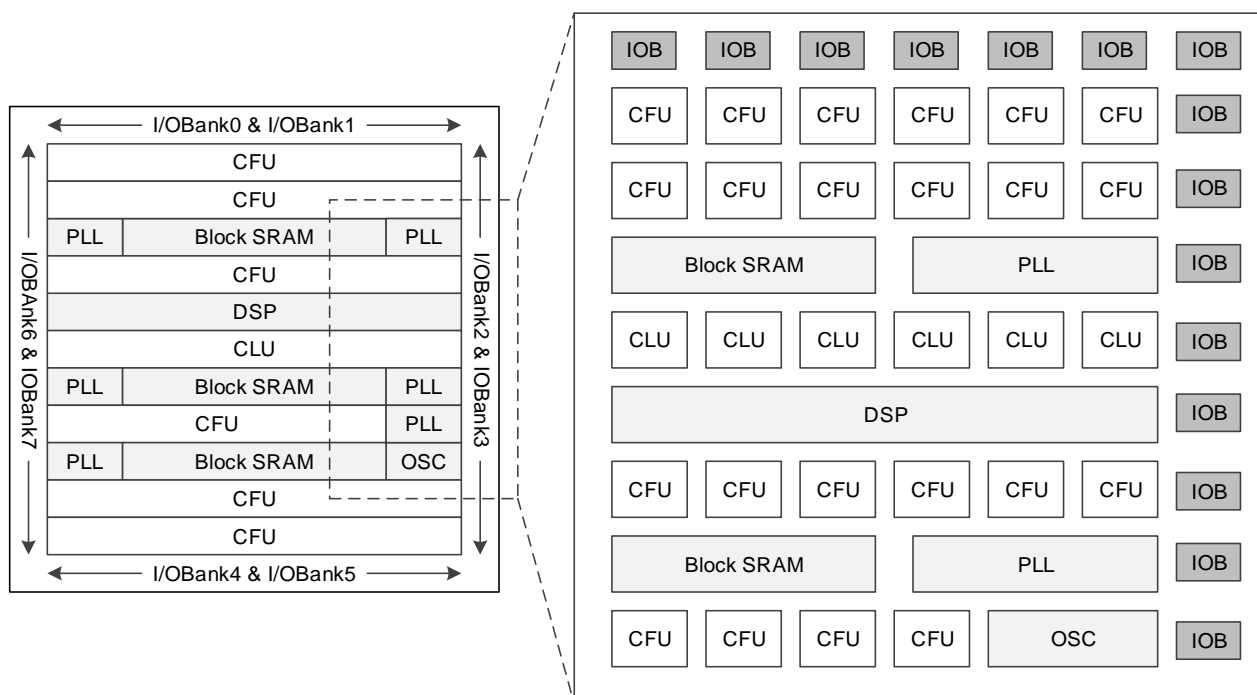 I/OBank0 & I/OBank1
CFU
CFU
PLL Block SRAM PLL
CFU
DSP
CLU
PLL Block SRAM PLL
CFU PLL
PLL Block SRAM OSC
CFU
CFU
I/OBank4 & I/OBank5
I/OBAnk6 & IOBank7
I/OBank2 & IOBank3
IOB IOB IOB IOB IOB IOB IOB
CFU CFU CFU CFU CFU CFU IOB
CFU CFU CFU CFU CFU CFU IOB
Block SRAM PLL IOB
CLU CLU CLU CLU CLU CLU IOB
DSP IOB
CFU CFU CFU CFU CFU CFU IOB
Block SRAM PLL IOB
CFU CFU CFU CFU OSC IOB